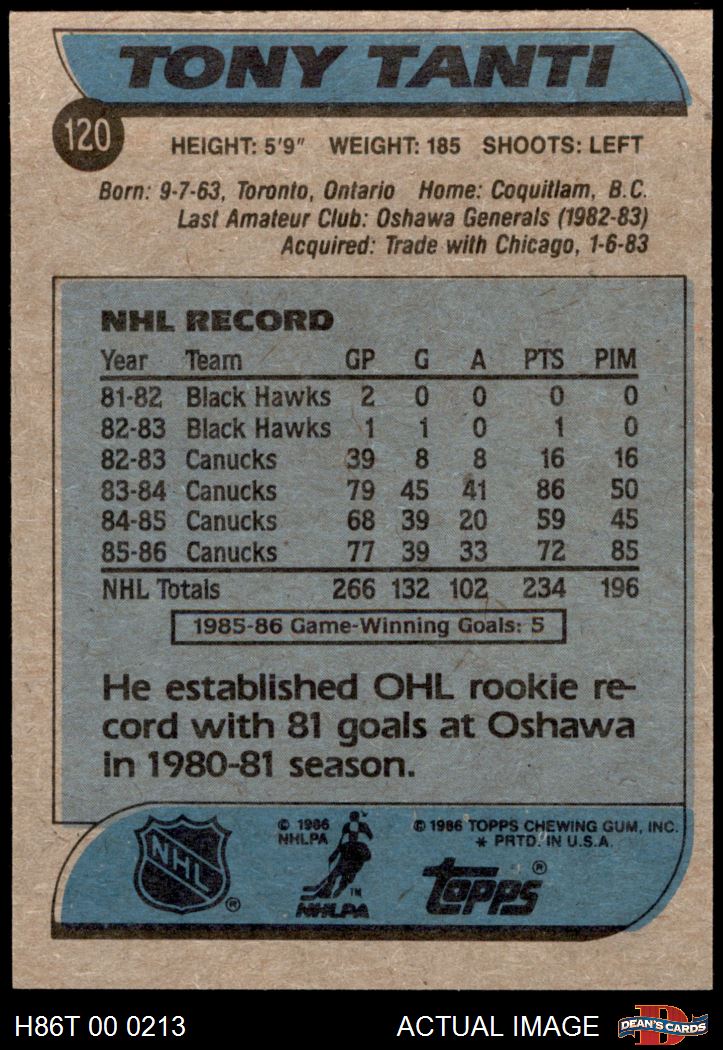 TONY TANTI
120
HEIGHT: 5'9" WEIGHT: 185 SHOOTS: LEFT
Born: 9-7-63, Toronto, Ontario Home: Coquitlam, B.C.
Last Amateur Club: Oshawa Generals (1982-83)
Acquired: Trade with Chicago, 1-6-83
NHL RECORD
Year Team GP G A PTS PIM
81-82 Black Hawks 2 0 0 0 0
82-83 Black Hawks 1 1 0 1 0
82-83 Canucks 39 8 8 16 16
83-84 Canucks 79 45 41 86 50
84-85 Canucks 68 39 20 59 45
85-86 Canucks 77 39 33 72 85
NHL Totals 266 132 102 234 196
1985-86 Game-Winning Goals: 5
He established OHL rookie re-
cord with 81 goals at Oshawa
in 1980-81 season.
© 1986
NHLPA
© 1986 TOPPS CHEWING GUM, INC.
* PRTD. IN U.S.A.
NHL ®
TM
NHLPA
topps ®
H86T 00 0213 ACTUAL IMAGE
D
DEAN'S CARDS